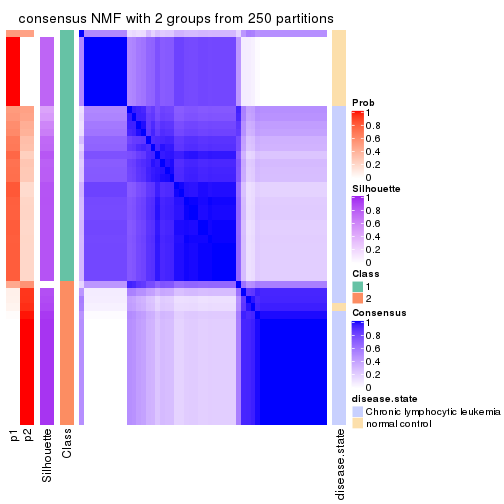 consensus NMF with 2 groups from 250 partitions
Prob
1
0.8
0.6
0.4
0.2
0
Silhouette
1
0.8
0.6
0.4
0.2
0
Class
1
2
Consensus
1
0.8
0.6
0.4
0.2
0
disease.state
Chronic lymphocytic leukemia
normal control
p1
p2
Silhouette
Class
disease.state